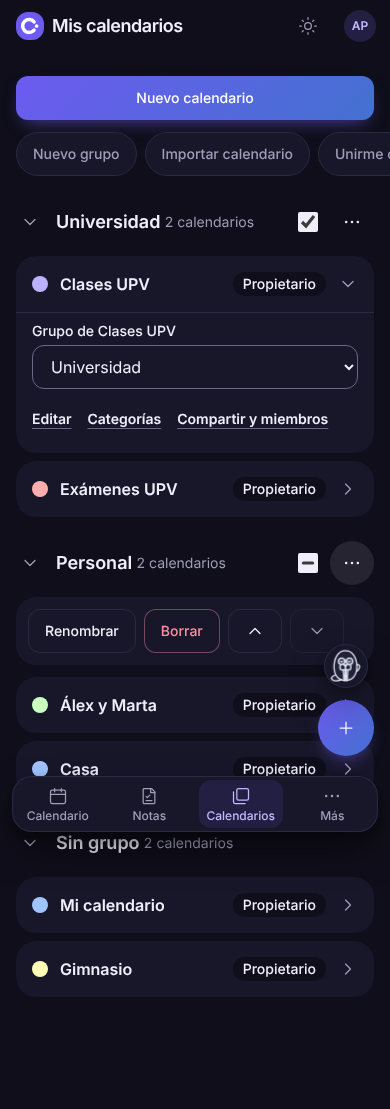 Mis calendarios
AP
Nuevo calendario
Nuevo grupo
Importar calendario
Unirme
Universidad 2 calendarios
Clases UPV
Propietario
Grupo de Clases UPV
Universidad
Editar
Categorías
Compartir y miembros
Exámenes UPV
Propietario
Personal 2 calendarios
Renombrar
Borrar
Álex y Marta
Propietario
Casa
Propietario
Calendario
Notas
Calendarios
Más
Sin grupo 2 calendarios
Mi calendario
Propietario
Gimnasio
Propietario